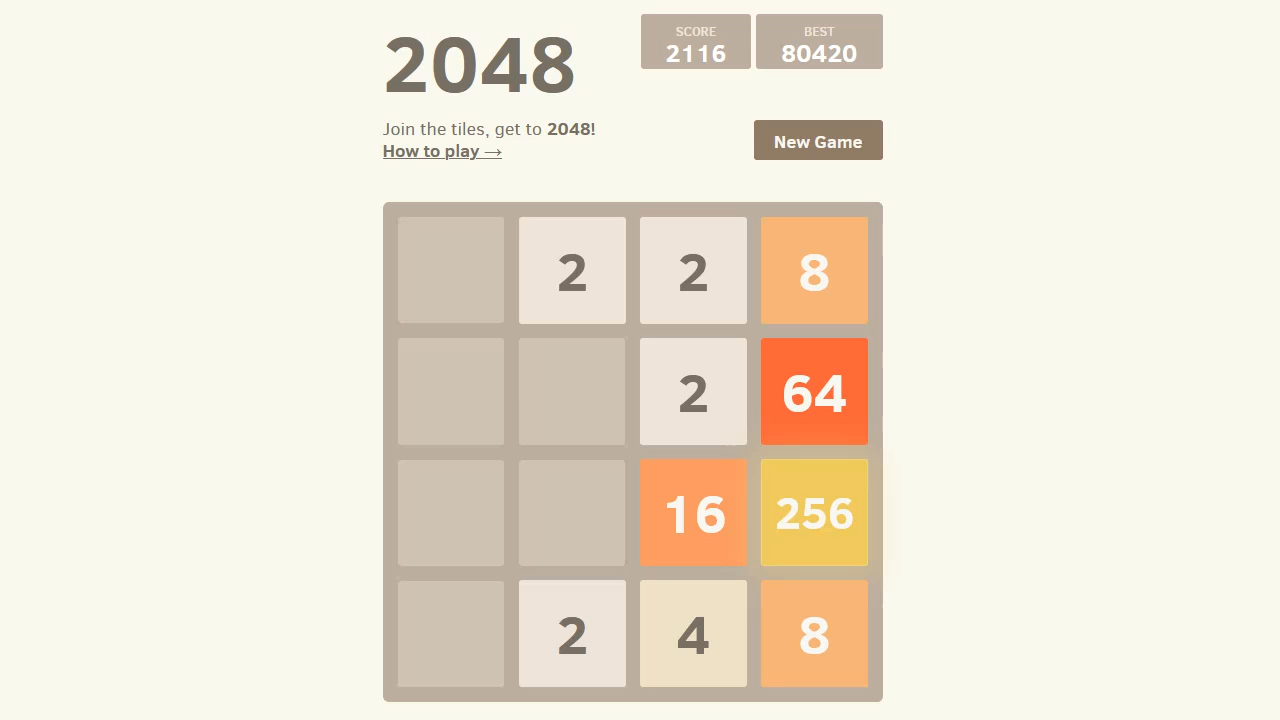 2048
SCORE
2116
BEST
80420
Join the tiles, get to 2048!
How to play →
New Game
2 2 8
2 64
16 256
2 4 8